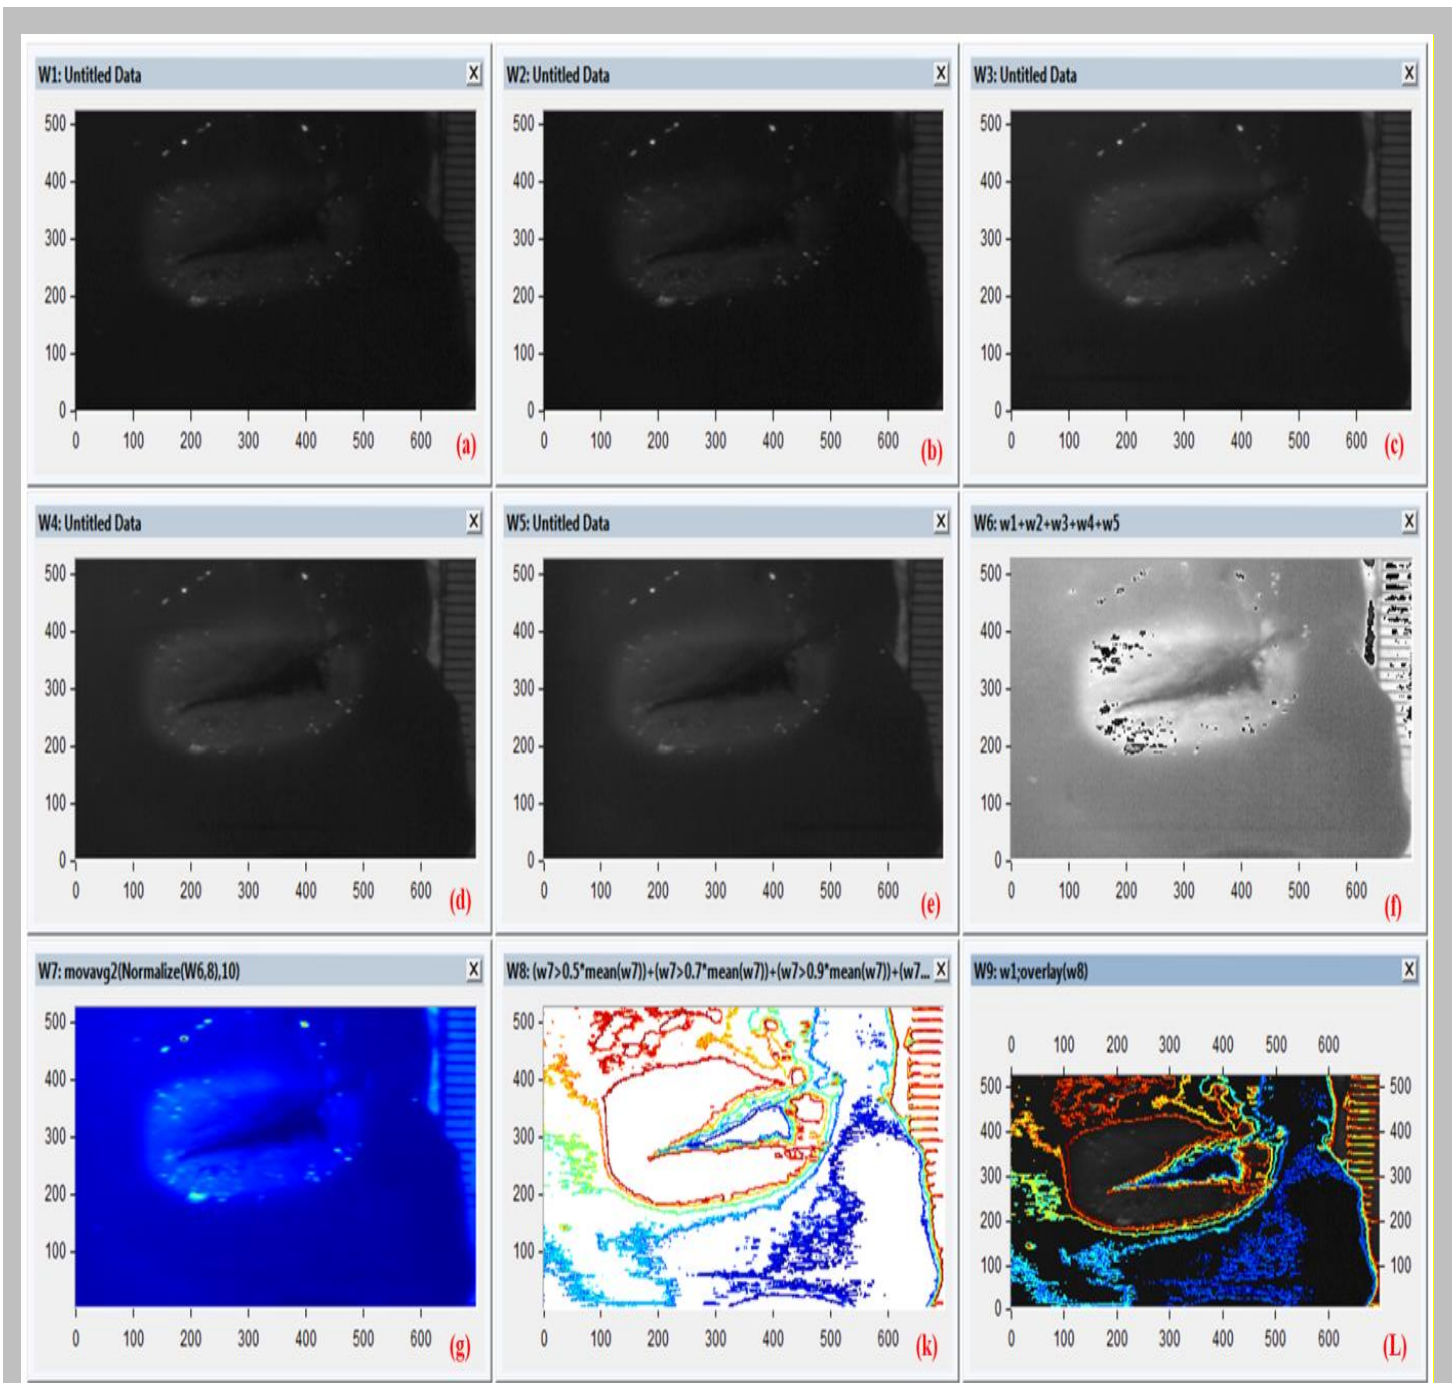 W1: Untitled Data X
500
400
300
200
100
0
0 100 200 300 400 500 600
(a)
W2: Untitled Data X
500
400
300
200
100
0
0 100 200 300 400 500 600
(b)
W3: Untitled Data X
500
400
300
200
100
0
0 100 200 300 400 500 600
(c)
W4: Untitled Data X
500
400
300
200
100
0
0 100 200 300 400 500 600
(d)
W5: Untitled Data X
500
400
300
200
100
0
0 100 200 300 400 500 600
(e)
W6: w1+w2+w3+w4+w5 X
500
400
300
200
100
0
0 100 200 300 400 500 600
(f)
W7: movavg2(Normalize(W6,8),10) X
500
400
300
200
100
0 100 200 300 400 500 600
(g)
W8: (w7>0.5*mean(w7))+(w7>0.7*mean(w7))+(w7>0.9*mean(w7))+(w7... X
500
400
300
200
100
0 100 200 300 400 500 600
(k)
W9: w1;overlay(w8) X
0 100 200 300 400 500 600
500 500
400 400
300 300
200 200
100 100
0
0 100 200 300 400 500 600
(L)